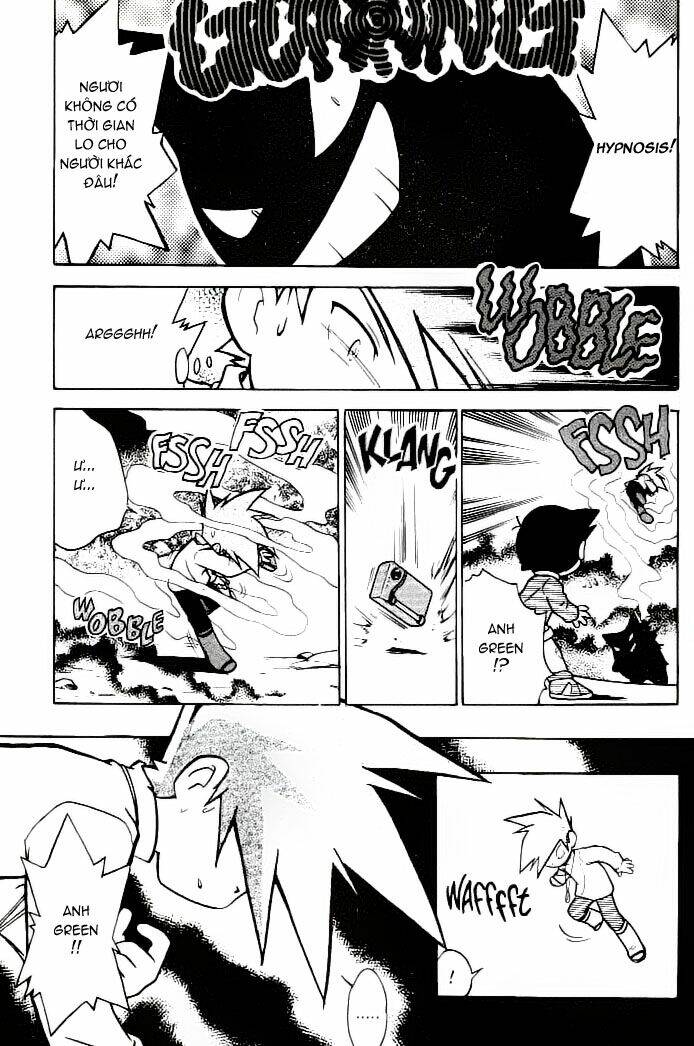 HYPNOSIS!
NGƯƠI
KHÔNG CÓ
THỜI GIAN
LO CHO
NGƯỜI KHÁC
ĐÂU!
WOBBLE
ARGGGHH!
FSSH
ANH
GREEN
!?
KLANG
FSSH
FSSH
Ư...
Ư...
WOBBLE
WAFFFFT
!
.....
ANH
GREEN
!!